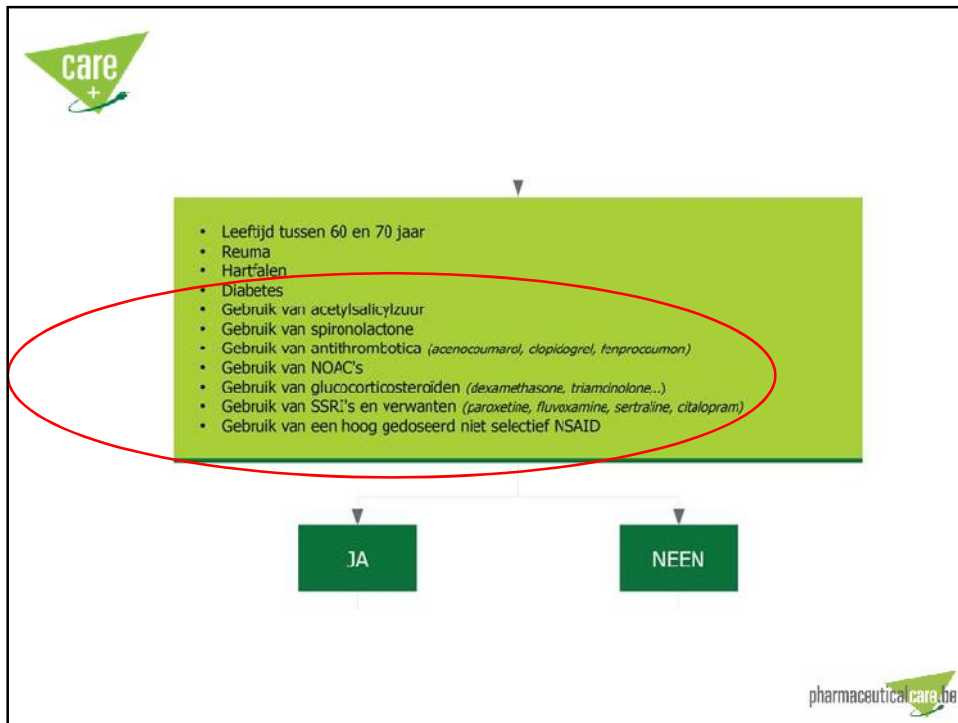 care
+
• Leeftijd tussen 60 en 70 jaar
• Reuma
• Hartfalen
• Diabetes
• Gebruik van acetylsalicylzuur
• Gebruik van spironolactone
• Gebruik van antithrombotica (acenocoumarol, clopidogrel, fenprocoumon)
• Gebruik van NOAC's
• Gebruik van glucocorticosteroïden (dexamethasone, triamcinolone...)
• Gebruik van SSRI's en verwanten (paroxetine, fluvoxamine, sertraline, citalopram)
• Gebruik van een hoog gedoseerd niet selectief NSAID
JA
NEEN
pharmaceuticalcare.be